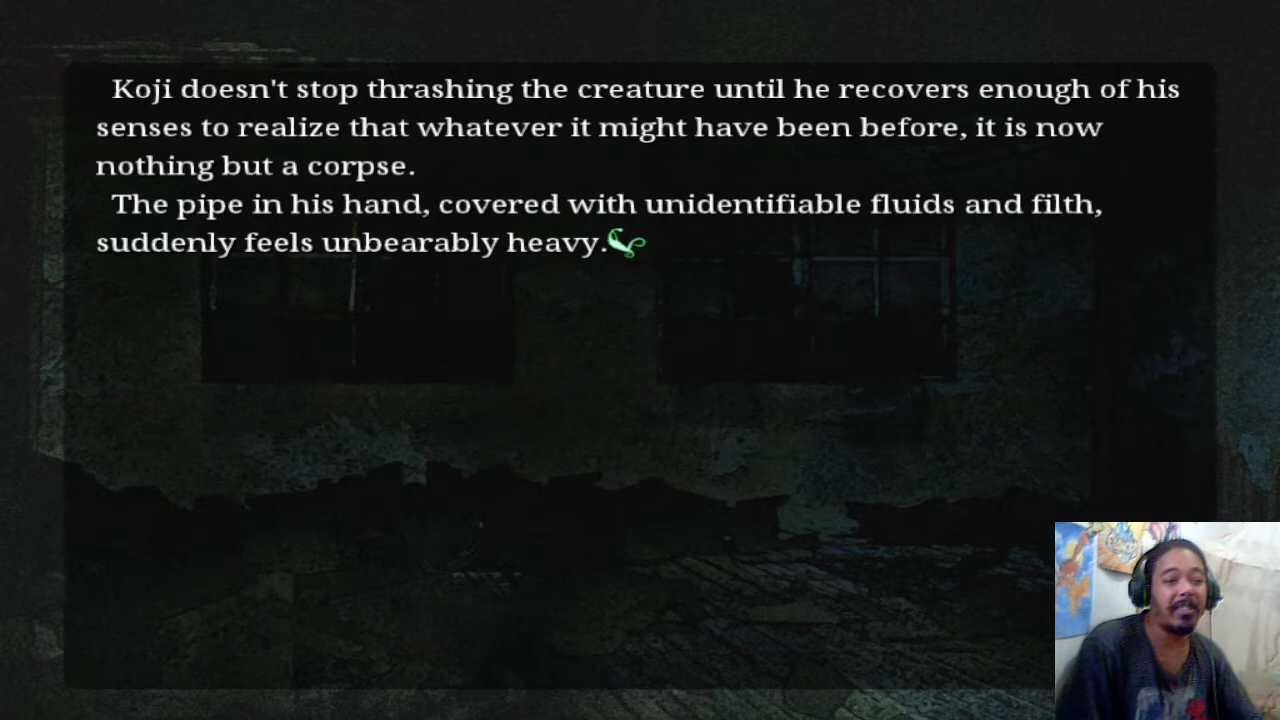 Koji doesn't stop thrashing the creature until he recovers enough of his
senses to realize that whatever it might have been before, it is now
nothing but a corpse.
The pipe in his hand, covered with unidentifiable fluids and filth,
suddenly feels unbearably heavy.